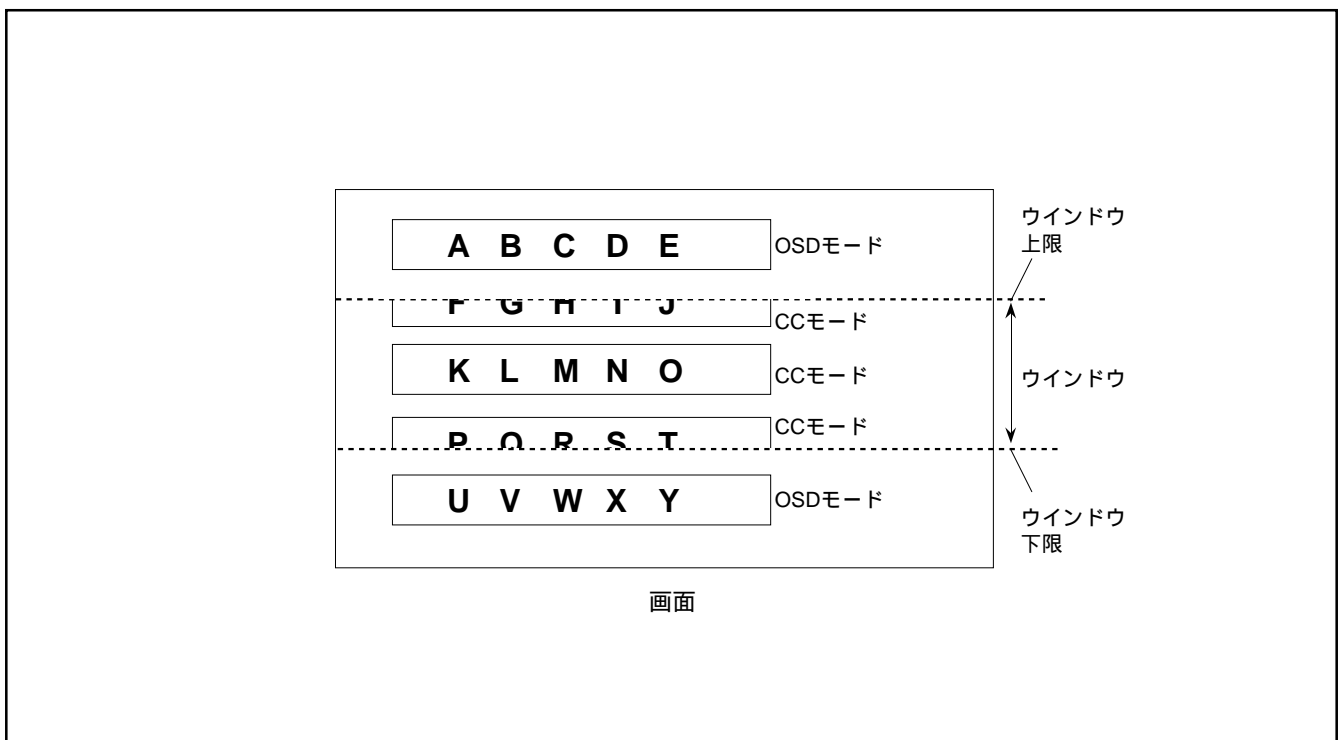 ウインドウ
上限
A B C D E
OSDモード
F G H I J
CCモード
K L M N O
CCモード
ウインドウ
P Q R S T
CCモード
U V W X Y
OSDモード
ウインドウ
下限
画面